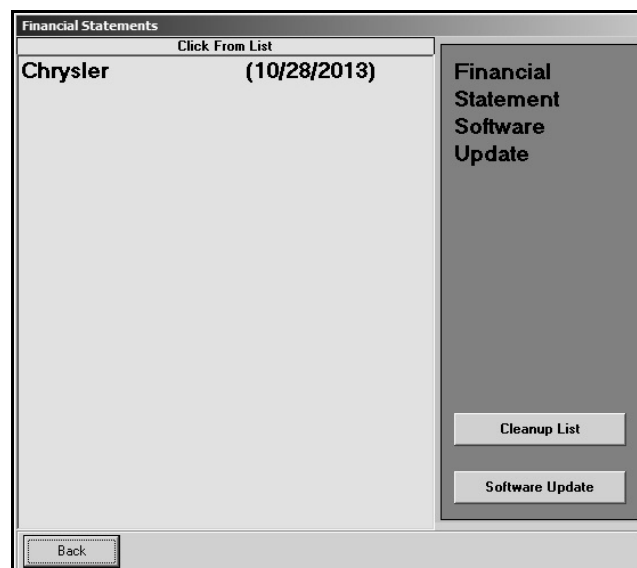 Financial Statements
Click From List
Chrysler (10/28/2013)
Financial
Statement
Software
Update
Cleanup List
Software Update
Back